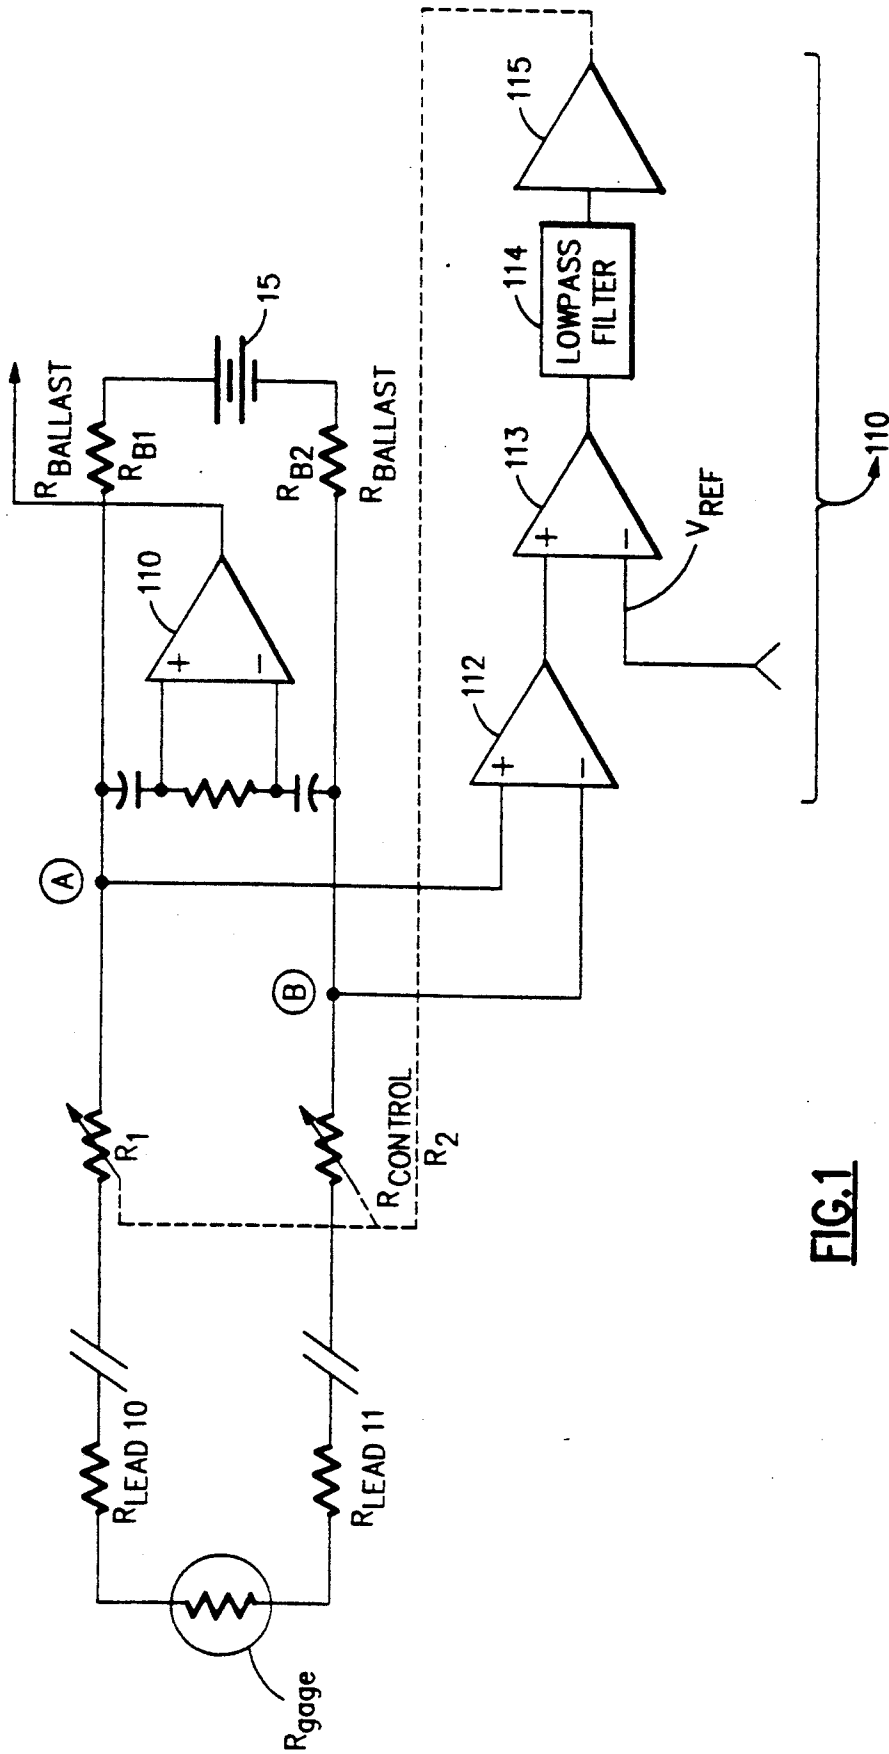 R_gage
R_LEAD 10
R_LEAD 11
R_1
R_CONTROL
R_2
A
B
+
−
110
R_BALLAST
R_B1
R_B2
R_BALLAST
15
+
−
112
+
−
113
V_REF
114
LOWPASS
FILTER
115
110
FIG.1